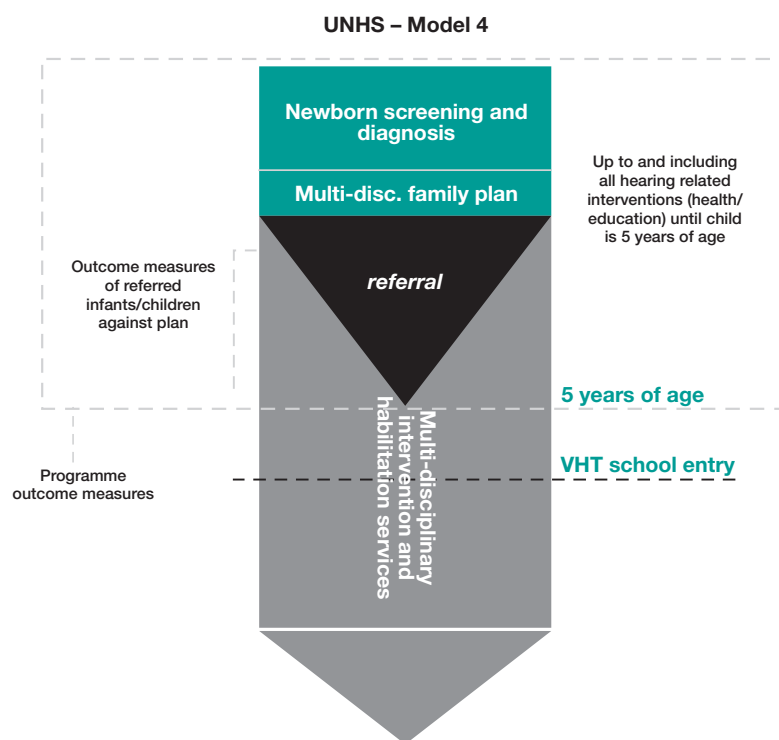 UNHS – Model 4
Newborn screening and
diagnosis
Multi-disc. family plan
Up to and including
all hearing related
interventions (health/
education) until child
is 5 years of age
referral
Outcome measures
of referred
infants/children
against plan
5 years of age
Multi-disciplinary
intervention and
habilitation services
VHT school entry
Programme
outcome measures